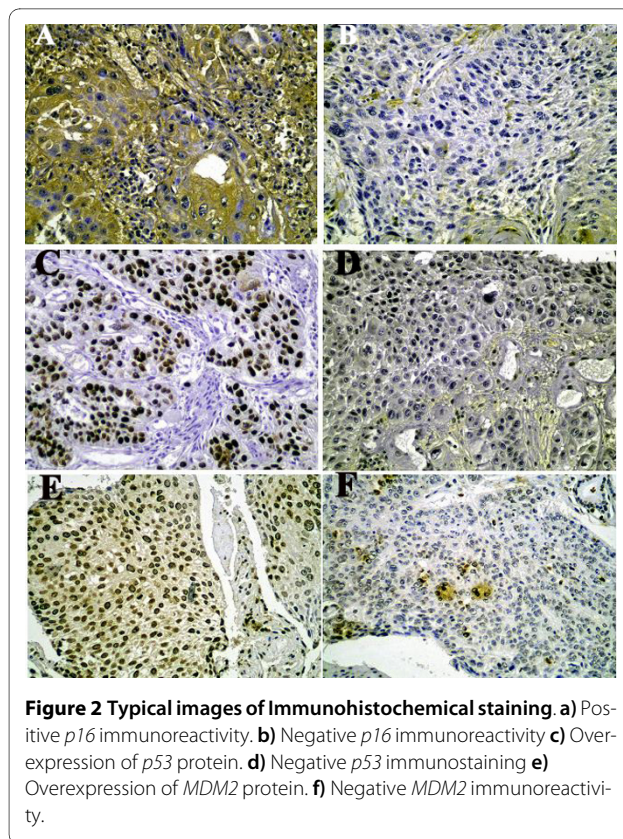 A
B
C
D
E
F
Figure 2 Typical images of Immunohistochemical staining. a) Pos-
itive p16 immunoreactivity. b) Negative p16 immunoreactivity c) Over-
expression of p53 protein. d) Negative p53 immunostaining e)
Overexpression of MDM2 protein. f) Negative MDM2 immunoreactivi-
ty.